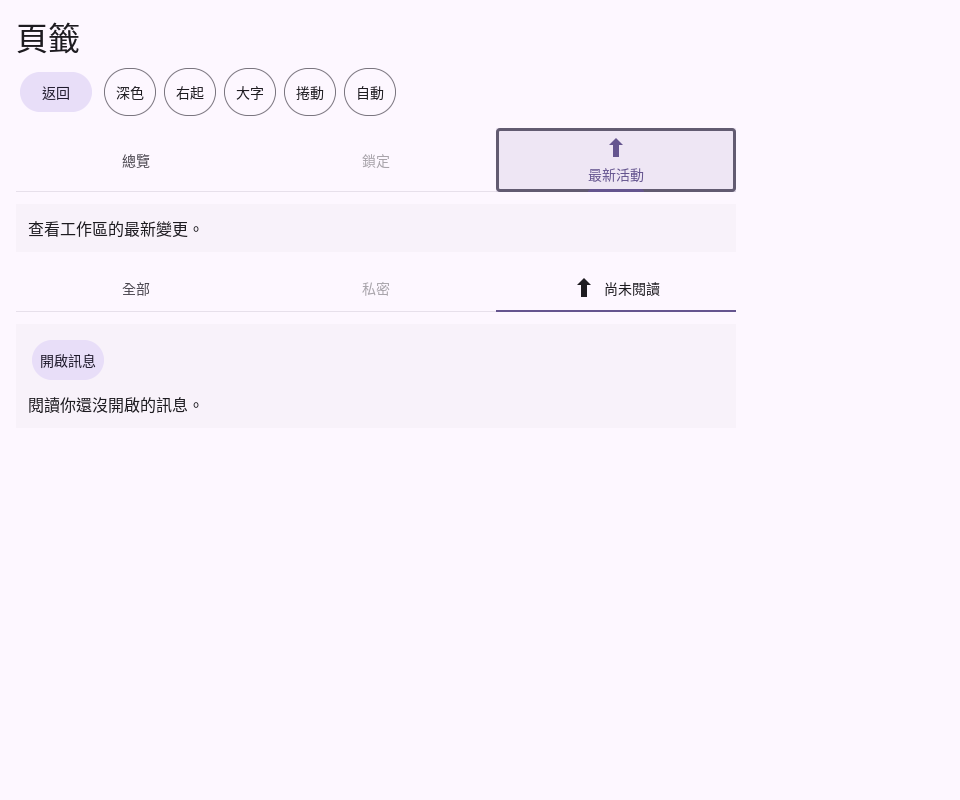 頁籤
返回 深色 右起 大字 捲動 自動
總覽 鎖定 最新活動
查看工作區的最新變更。
全部 私密 尚未閱讀
開啟訊息
閱讀你還沒開啟的訊息。